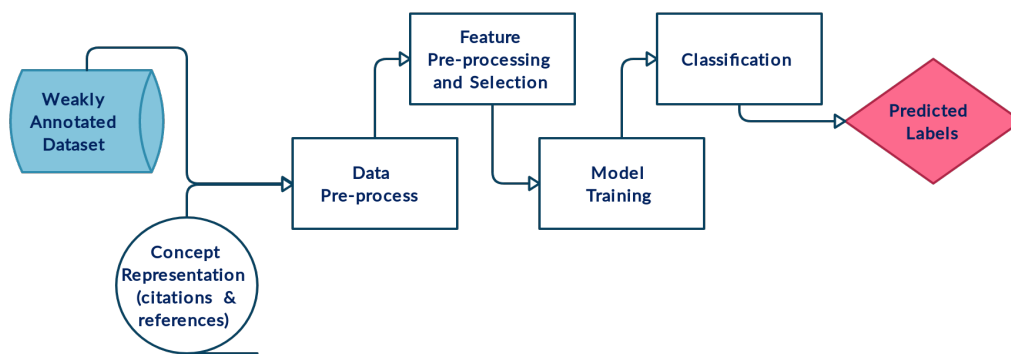 Weakly
Annotated
Dataset
Concept
Representation
(citations & 
references)
Data
Pre-process
Feature
Pre-processing
and Selection
Model
Training
Classification
Predicted
Labels